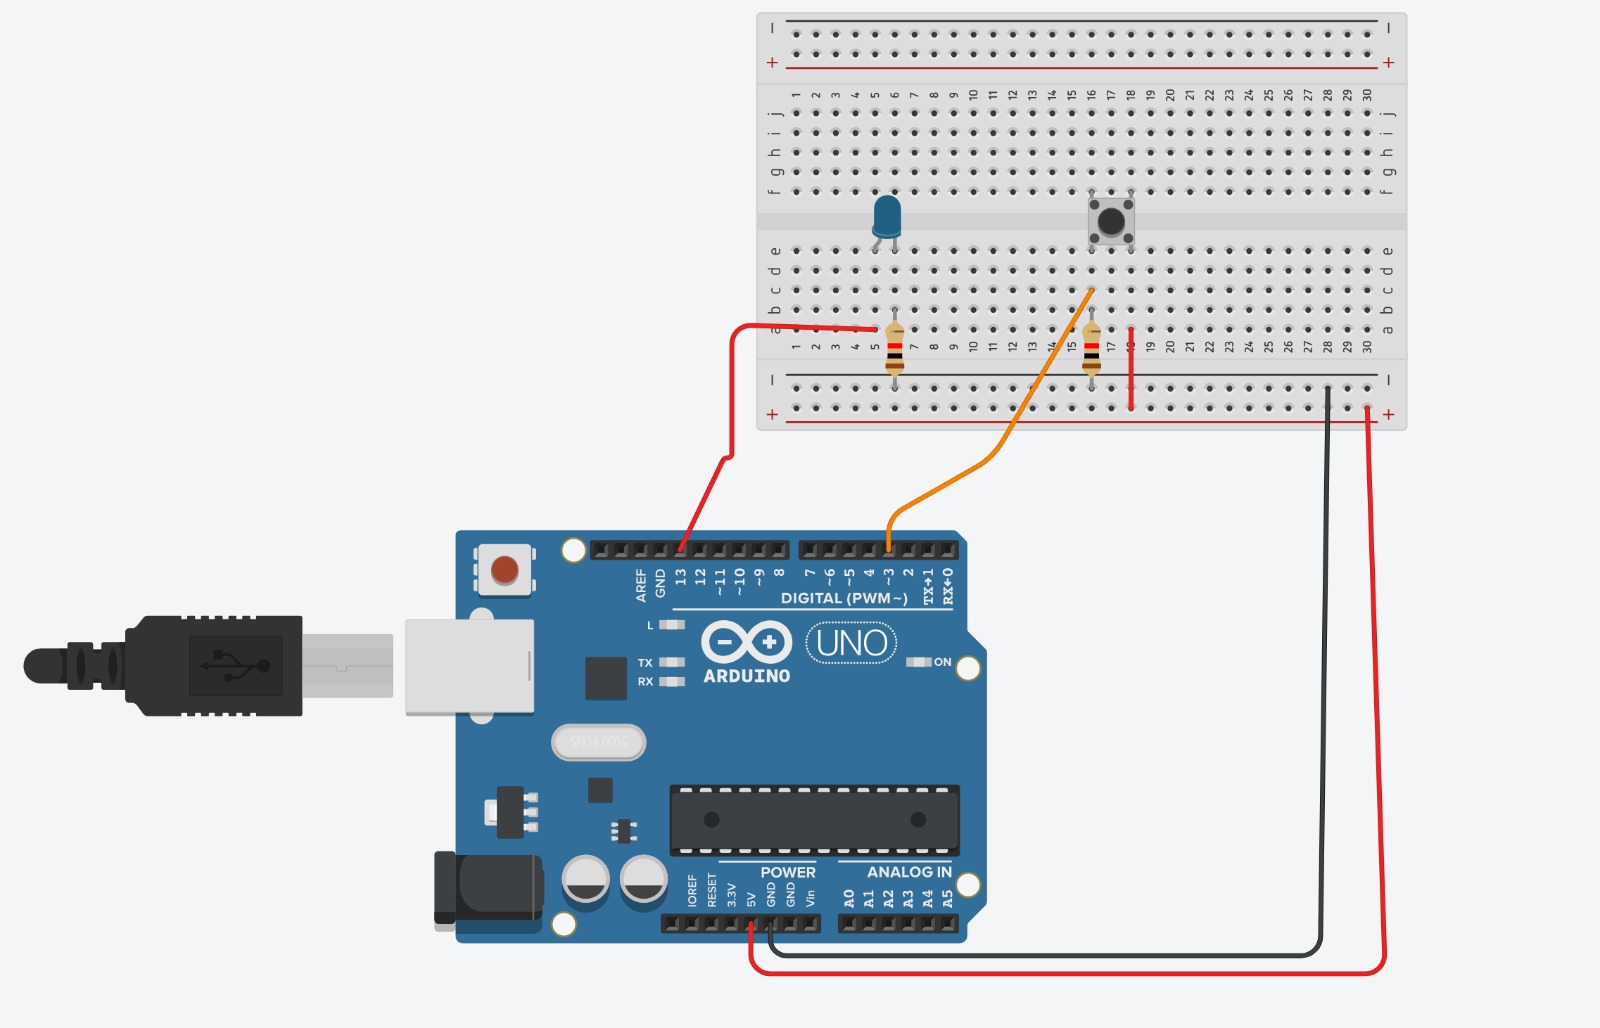 − −
+ +
1 2 3 4 5 6 7 8 9 10 11 12 13 14 15 16 17 18 19 20 21 22 23 24 25 26 27 28 29 30
j j
i i
h h
g g
f f
e e
d d
c c
b b
a a
1 2 3 4 5 7 8 9 10 11 12 13 14 15 17 18 19 20 21 22 23 24 25 26 27 28 29 30
− −
+ +
AREF GND 13 12 ~11 ~10 ~9 8 7 ~6 ~5 4 ~3 2 TX→1 RX←0
DIGITAL (PWM~)
L
TX
RX
UNO
ON
ARDUINO
SPK16.000G
POWER
ANALOG IN
IOREF RESET 3.3V 5V GND GND Vin A0 A1 A2 A3 A4 A5